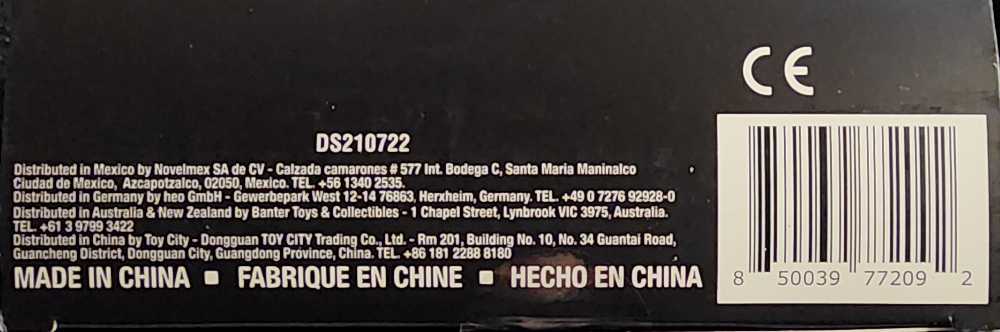 CE
DS210722
Distributed in Mexico by Novelmex SA de CV - Calzada camarones # 577 Int. Bodega C, Santa Maria Maninalco
Ciudad de Mexico, Azcapotzalco, 02050, Mexico. TEL. +56 1340 2535.
Distributed in Germany by heo GmbH - Gewerbepark West 12-14 76863, Herxheim, Germany. TEL. +49 0 7276 92928-0
Distributed in Australia & New Zealand by Banter Toys & Collectibles - 1 Chapel Street, Lynbrook VIC 3975, Australia.
TEL. +61 3 9799 3422
Distributed in China by Toy City - Dongguan TOY CITY Trading Co., Ltd. - Rm 201, Building No. 10, No. 34 Guantai Road,
Guancheng District, Dongguan City, Guangdong Province, China. TEL. +86 181 2288 8180
MADE IN CHINA ▪ FABRIQUE EN CHINE ▪ HECHO EN CHINA
8 50039 77209 2